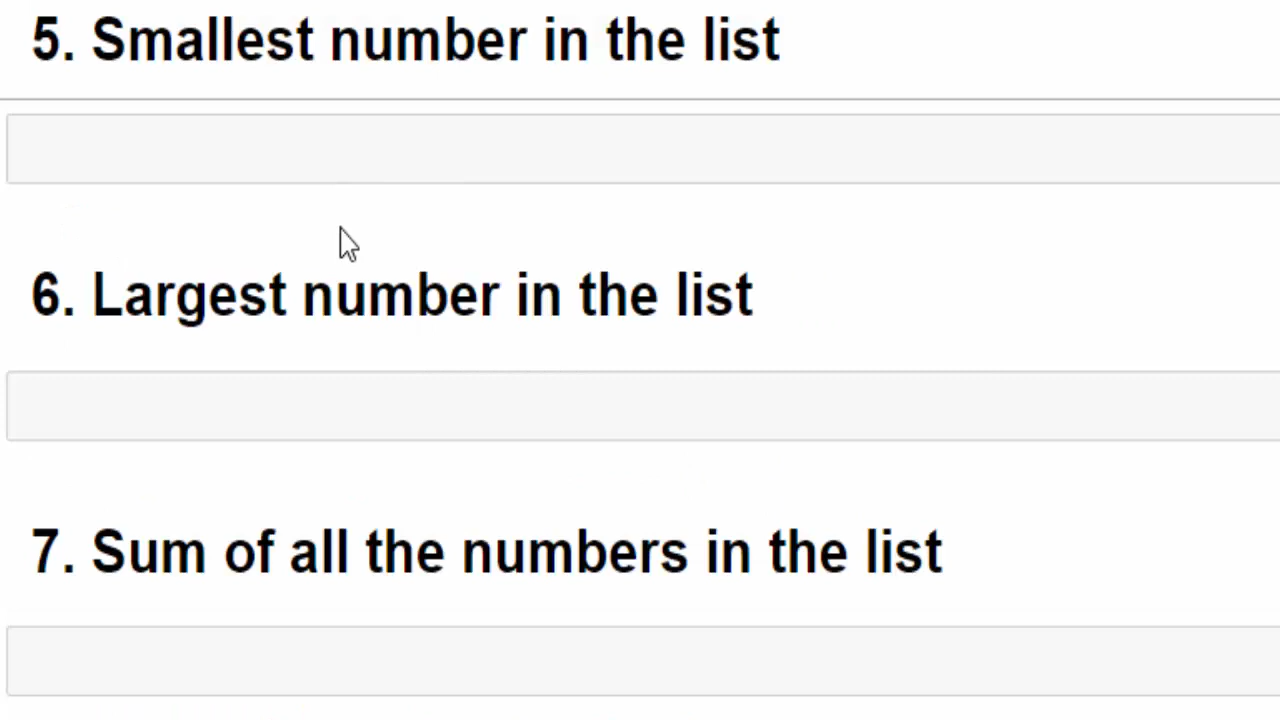 5. Smallest number in the list
6. Largest number in the list
7. Sum of all the numbers in the list